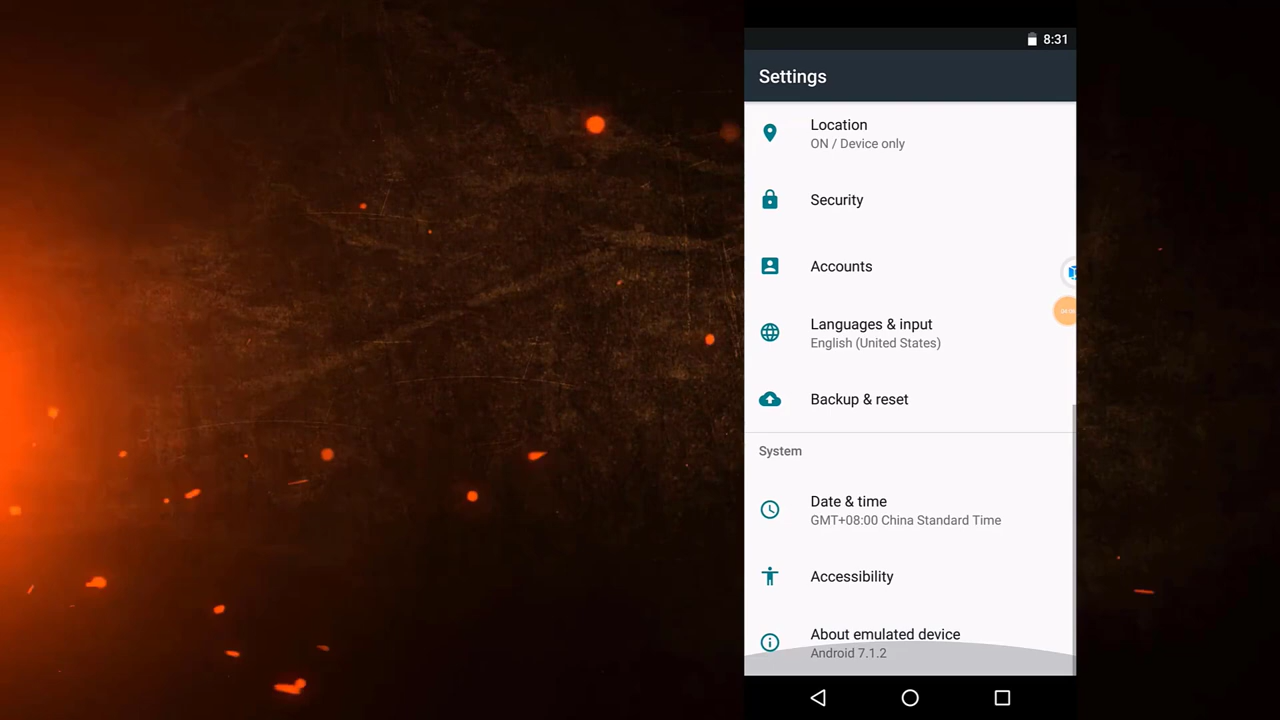 8:31
Settings
Location
ON / Device only
Security
Accounts
Languages & input
English (United States)
Backup & reset
System
Date & time
GMT+08:00 China Standard Time
Accessibility
About emulated device
Android 7.1.2